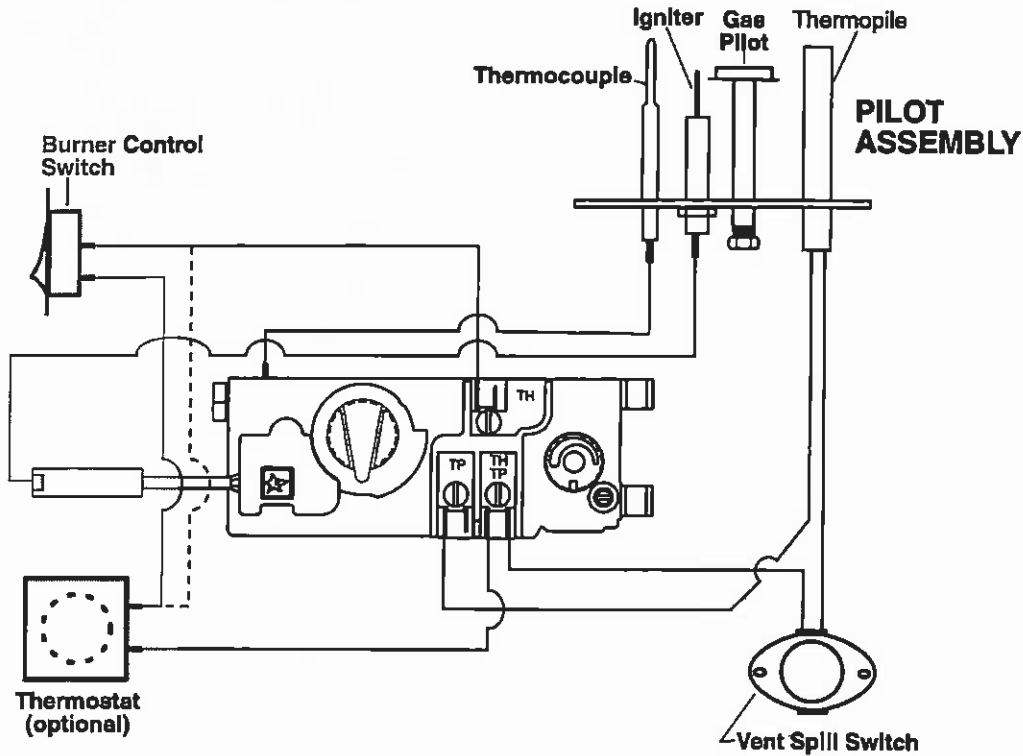 Igniter
Gas
Pilot
Thermopile
Thermocouple
PILOT
ASSEMBLY
Burner Control
Switch
TH
TP
TH
TP
Thermostat
(optional)
Vent Spill Switch